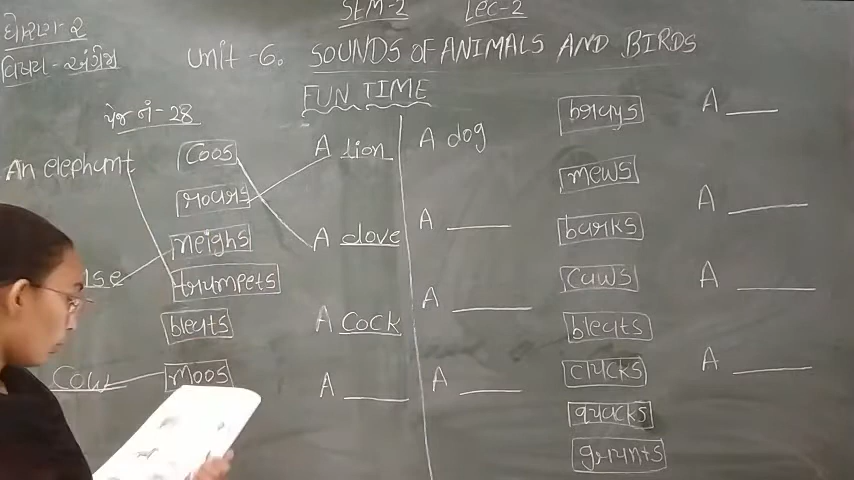 ધોરણ-૨
SEM-2 Lec-2
વિષય-અંગ્રેજી
Unit-6. SOUNDS OF ANIMALS AND BIRDS
FUN TIME
પેજ નં-28
An elephant
Cow
coos
roars
neighs
trumpets
bleats
moos
A lion
A dove
A Cock
A ____
A dog
A ____
A ____
A ____
brays
mews
barks
caws
bleats
clucks
quacks
grunts
A ____
A ____
A ____
A ____